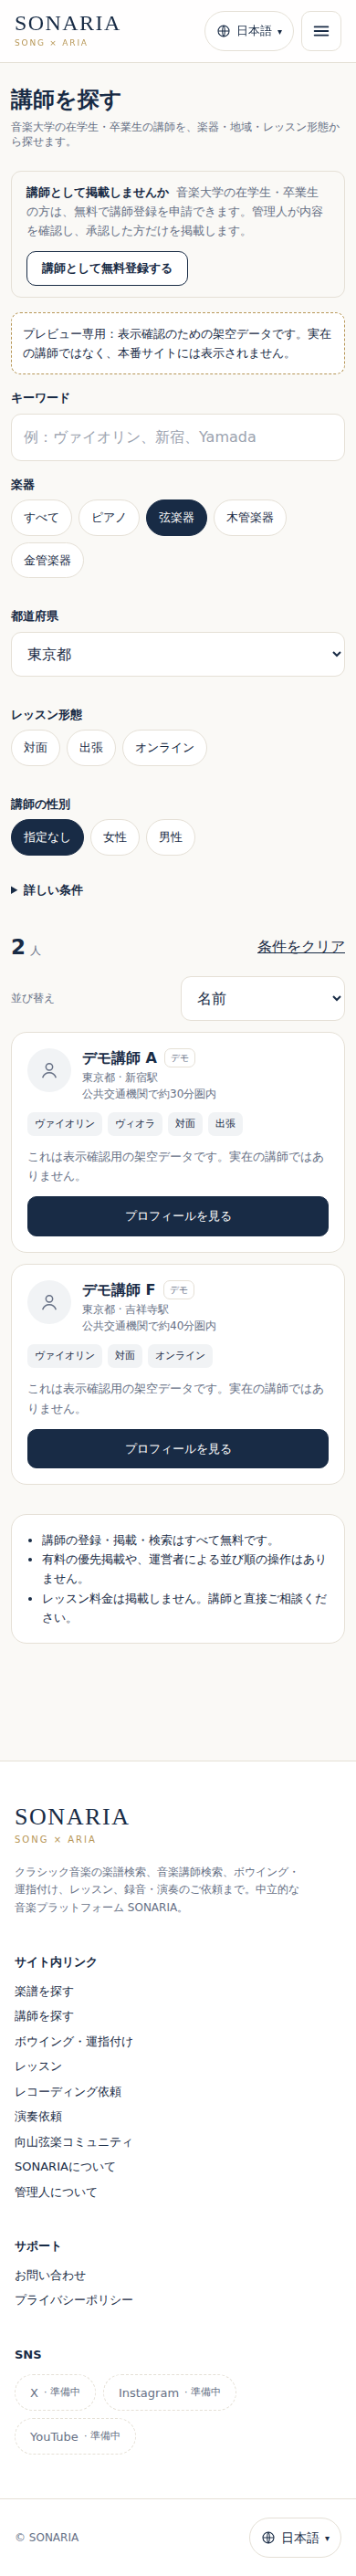 SONARIA
SONG × ARIA
日本語 ▾
講師を探す
音楽大学の在学生・卒業生の講師を、楽器・地域・レッスン形態か
ら探せます。
講師として掲載しませんか 音楽大学の在学生・卒業生
の方は、無料で講師登録を申請できます。管理人が内容
を確認し、承認した方だけを掲載します。
講師として無料登録する
プレビュー専用：表示確認のための架空データです。実在
の講師ではなく、本番サイトには表示されません。
キーワード
例：ヴァイオリン、新宿、Yamada
楽器
すべて ピアノ 弦楽器 木管楽器
金管楽器
都道府県
東京都
レッスン形態
対面 出張 オンライン
講師の性別
指定なし 女性 男性
▶ 詳しい条件
2 人 条件をクリア
並び替え 名前
デモ講師 A デモ
東京都 · 新宿駅
公共交通機関で約30分圏内
ヴァイオリン ヴィオラ 対面 出張
これは表示確認用の架空データです。実在の講師ではあ
りません。
プロフィールを見る
デモ講師 F デモ
東京都 · 吉祥寺駅
公共交通機関で約40分圏内
ヴァイオリン 対面 オンライン
これは表示確認用の架空データです。実在の講師ではあ
りません。
プロフィールを見る
• 講師の登録・掲載・検索はすべて無料です。
• 有料の優先掲載や、運営者による並び順の操作はあり
ません。
• レッスン料金は掲載しません。講師と直接ご相談くだ
さい。
SONARIA
SONG × ARIA
クラシック音楽の楽譜検索、音楽講師検索、ボウイング・
運指付け、レッスン、録音・演奏のご依頼まで。中立的な
音楽プラットフォーム SONARIA。
サイト内リンク
楽譜を探す
講師を探す
ボウイング・運指付け
レッスン
レコーディング依頼
演奏依頼
向山弦楽コミュニティ
SONARIAについて
管理人について
サポート
お問い合わせ
プライバシーポリシー
SNS
X · 準備中 Instagram · 準備中
YouTube · 準備中
© SONARIA 日本語 ▾